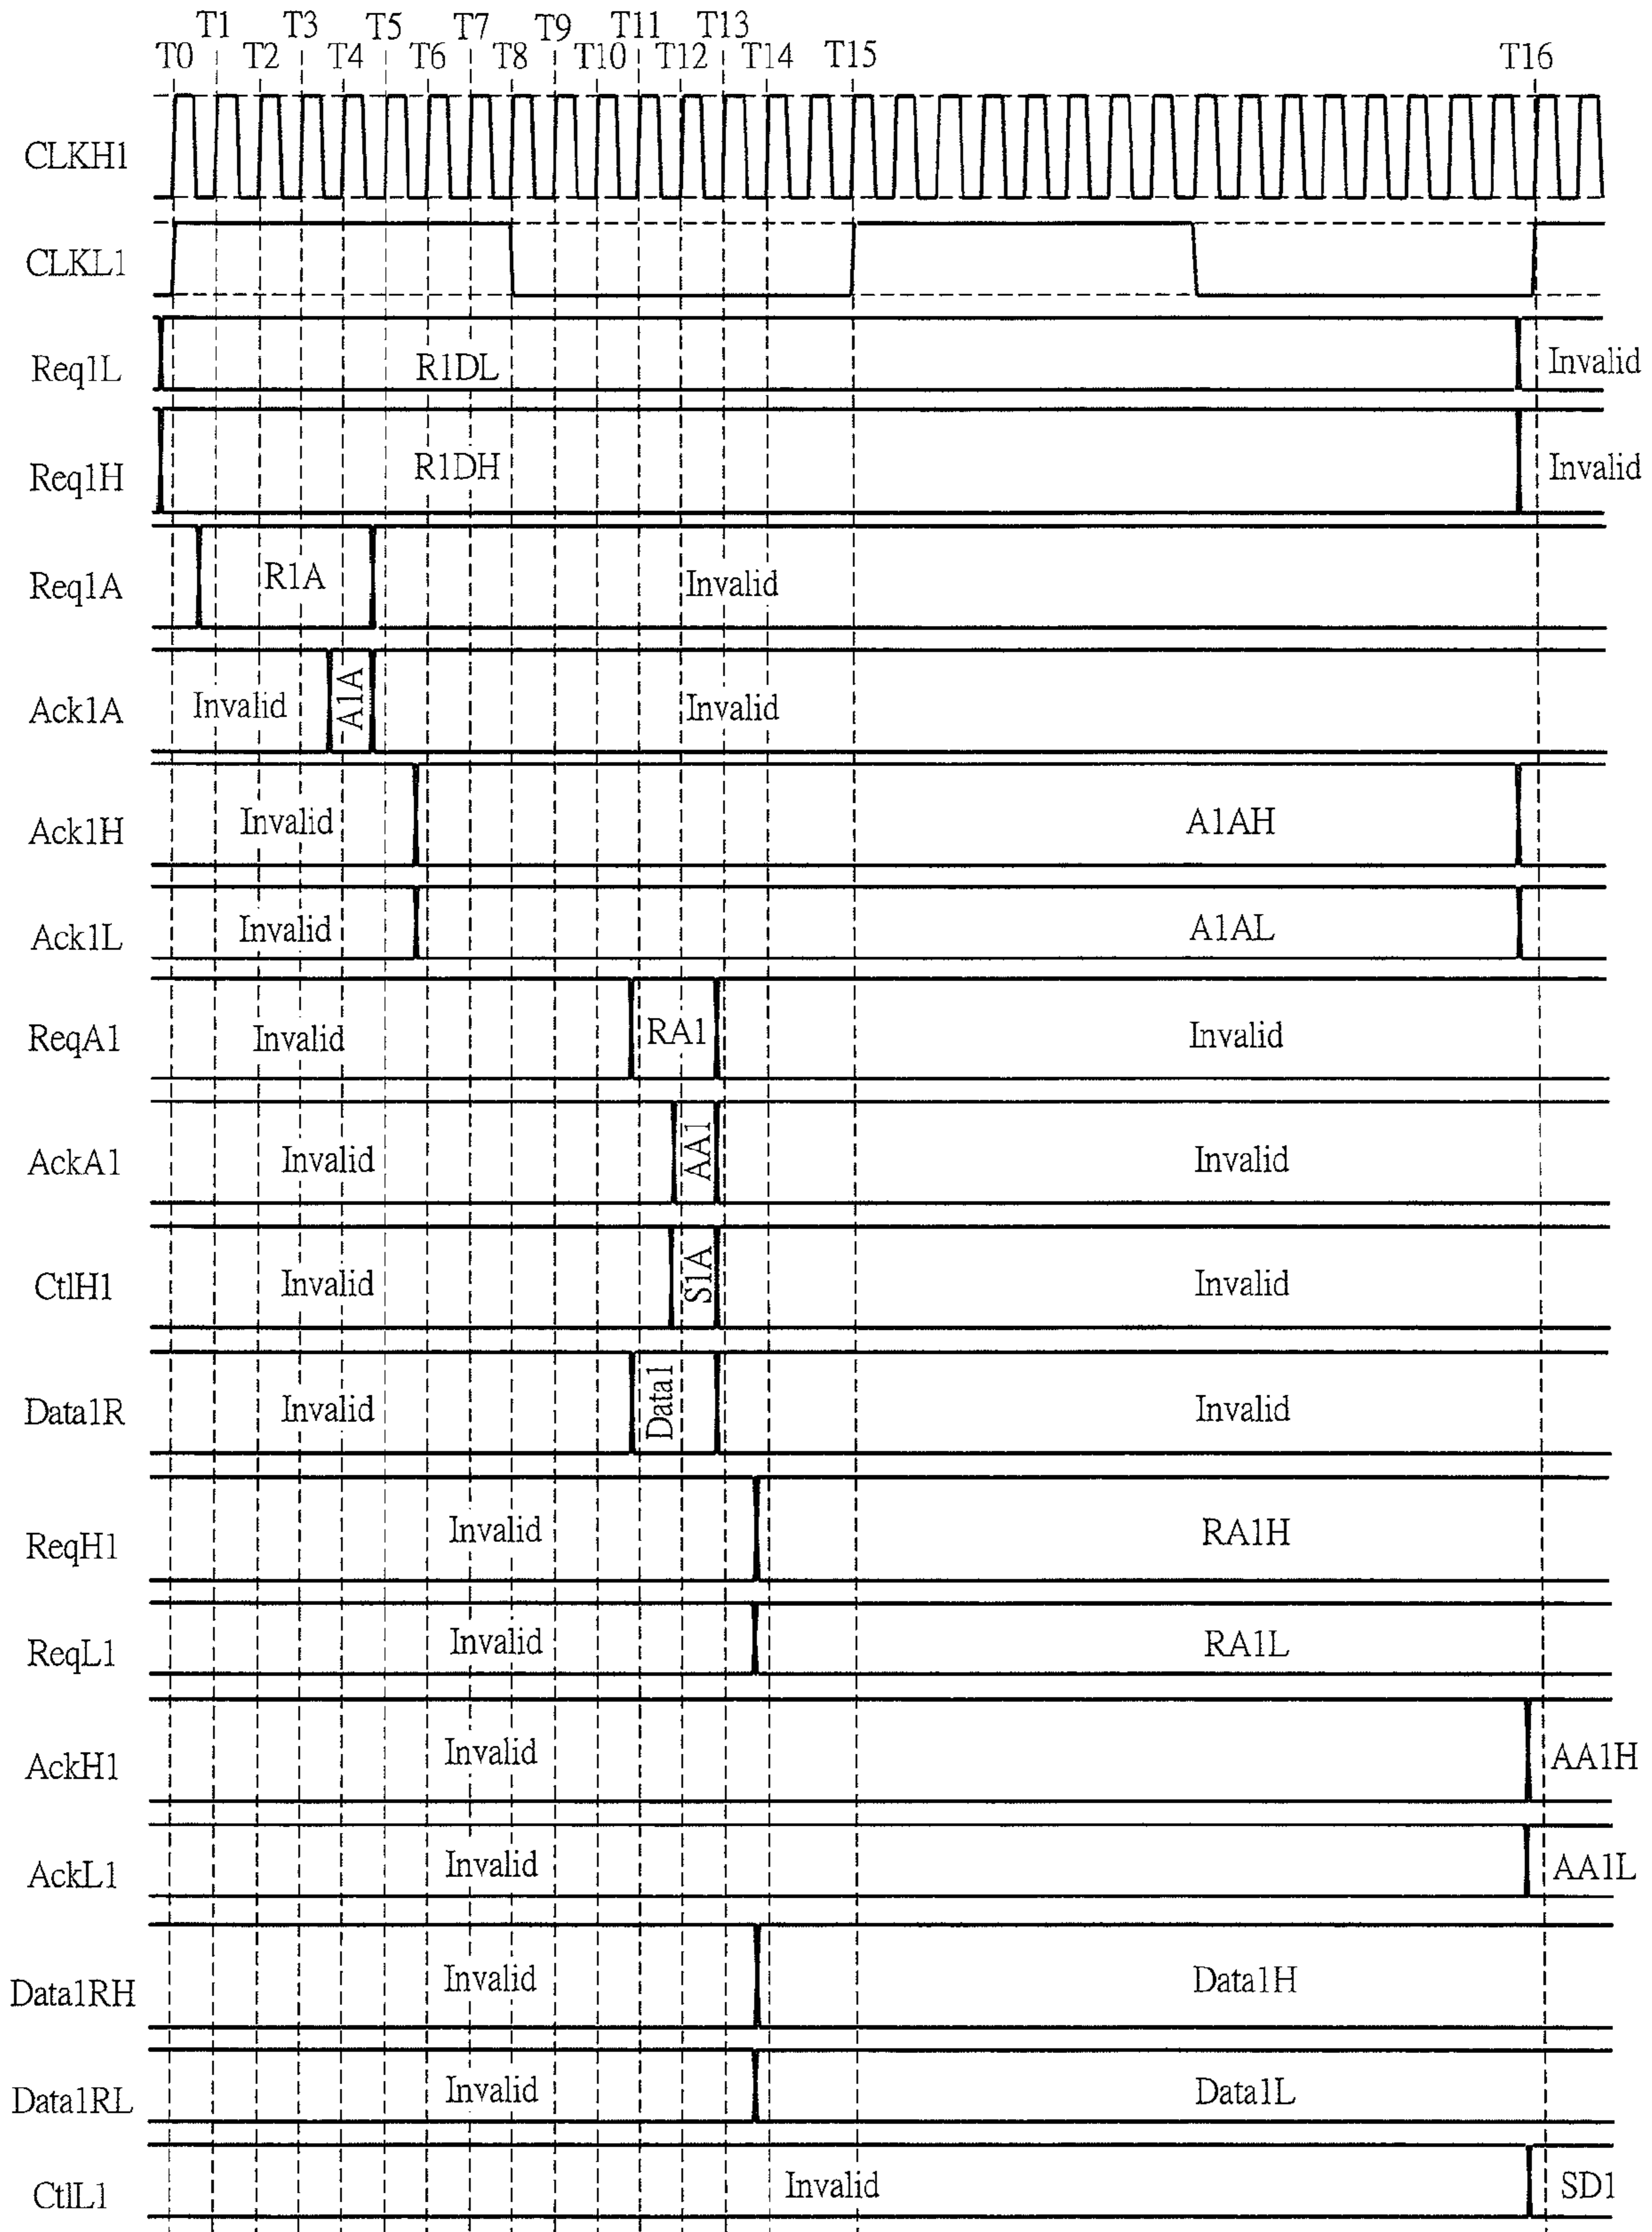 T1 T3 T5 T7 T9 T11 T13
T0 T2 T4 T6 T8 T10 T12 T14 T15 T16
CLKH1
CLKL1
Req1L R1DL Invalid
Req1H R1DH Invalid
Req1A R1A Invalid
Ack1A Invalid A1A Invalid
Ack1H Invalid A1AH
Ack1L Invalid A1AL
ReqA1 Invalid RA1 Invalid
AckA1 Invalid AA1 Invalid
CtlH1 Invalid S1A Invalid
Data1R Invalid Data1 Invalid
ReqH1 Invalid RA1H
ReqL1 Invalid RA1L
AckH1 Invalid AA1H
AckL1 Invalid AA1L
Data1RH Invalid Data1H
Data1RL Invalid Data1L
CtlL1 Invalid SD1